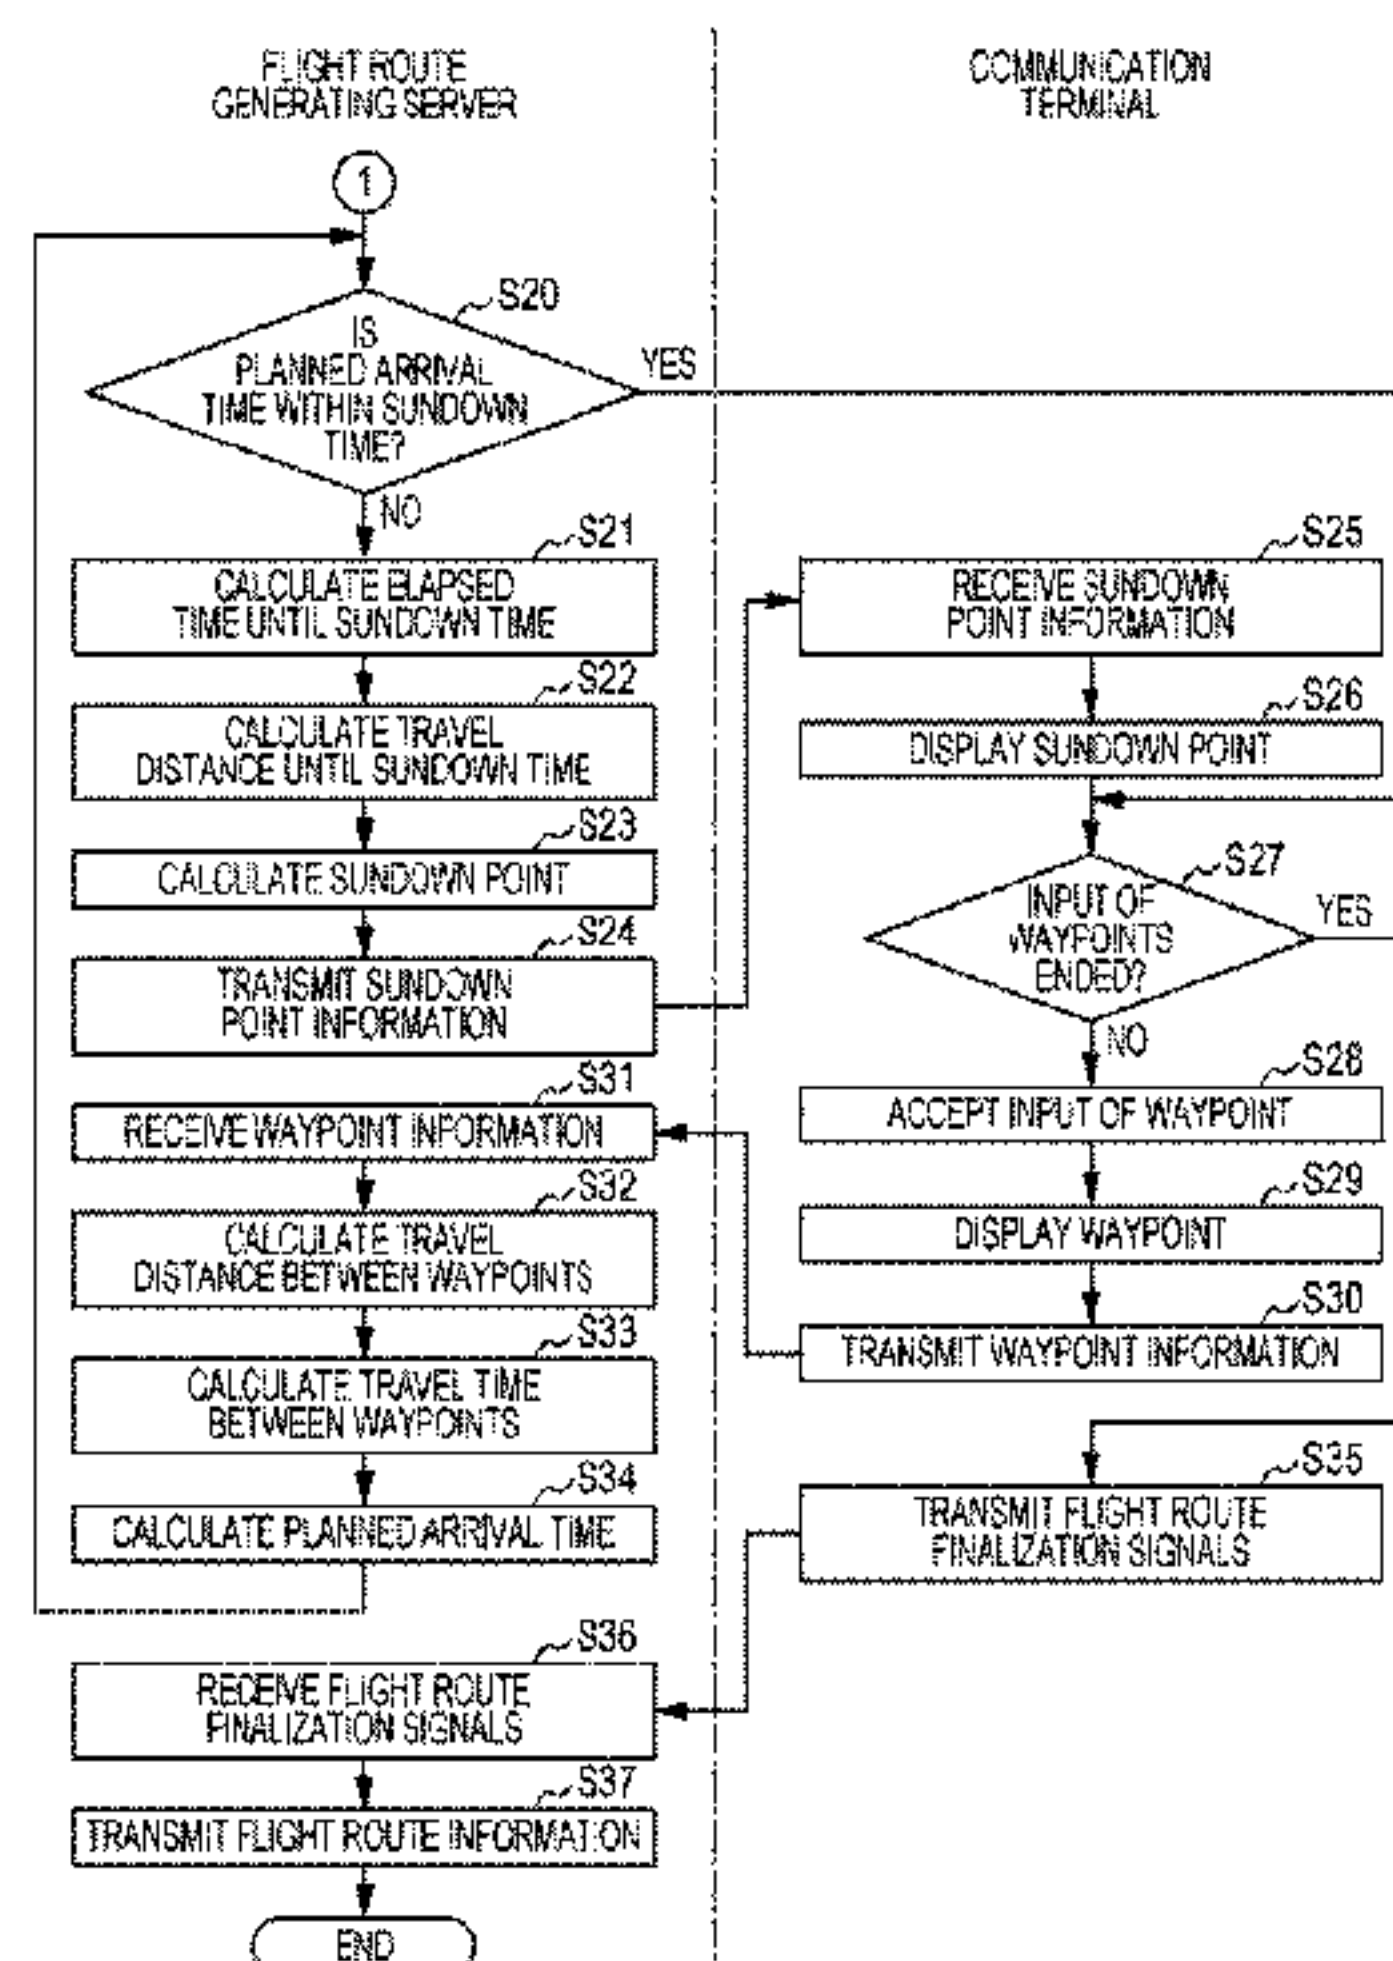 FLIGHT ROUTE
GENERATING SERVER
COMMUNICATION
TERMINAL
1
S20
IS
PLANNED ARRIVAL
TIME WITHIN SUNDOWN
TIME?
YES
NO
S21
CALCULATE ELAPSED
TIME UNTIL SUNDOWN TIME
S22
CALCULATE TRAVEL
DISTANCE UNTIL SUNDOWN TIME
S23
CALCULATE SUNDOWN POINT
S24
TRANSMIT SUNDOWN
POINT INFORMATION
S25
RECEIVE SUNDOWN
POINT INFORMATION
S26
DISPLAY SUNDOWN POINT
S27
INPUT OF
WAYPOINTS
ENDED?
YES
NO
S28
ACCEPT INPUT OF WAYPOINT
S29
DISPLAY WAYPOINT
S30
TRANSMIT WAYPOINT INFORMATION
S31
RECEIVE WAYPOINT INFORMATION
S32
CALCULATE TRAVEL
DISTANCE BETWEEN WAYPOINTS
S33
CALCULATE TRAVEL TIME
BETWEEN WAYPOINTS
S34
CALCULATE PLANNED ARRIVAL TIME
S35
TRANSMIT FLIGHT ROUTE
FINALIZATION SIGNALS
S36
RECEIVE FLIGHT ROUTE
FINALIZATION SIGNALS
S37
TRANSMIT FLIGHT ROUTE INFORMATION
END